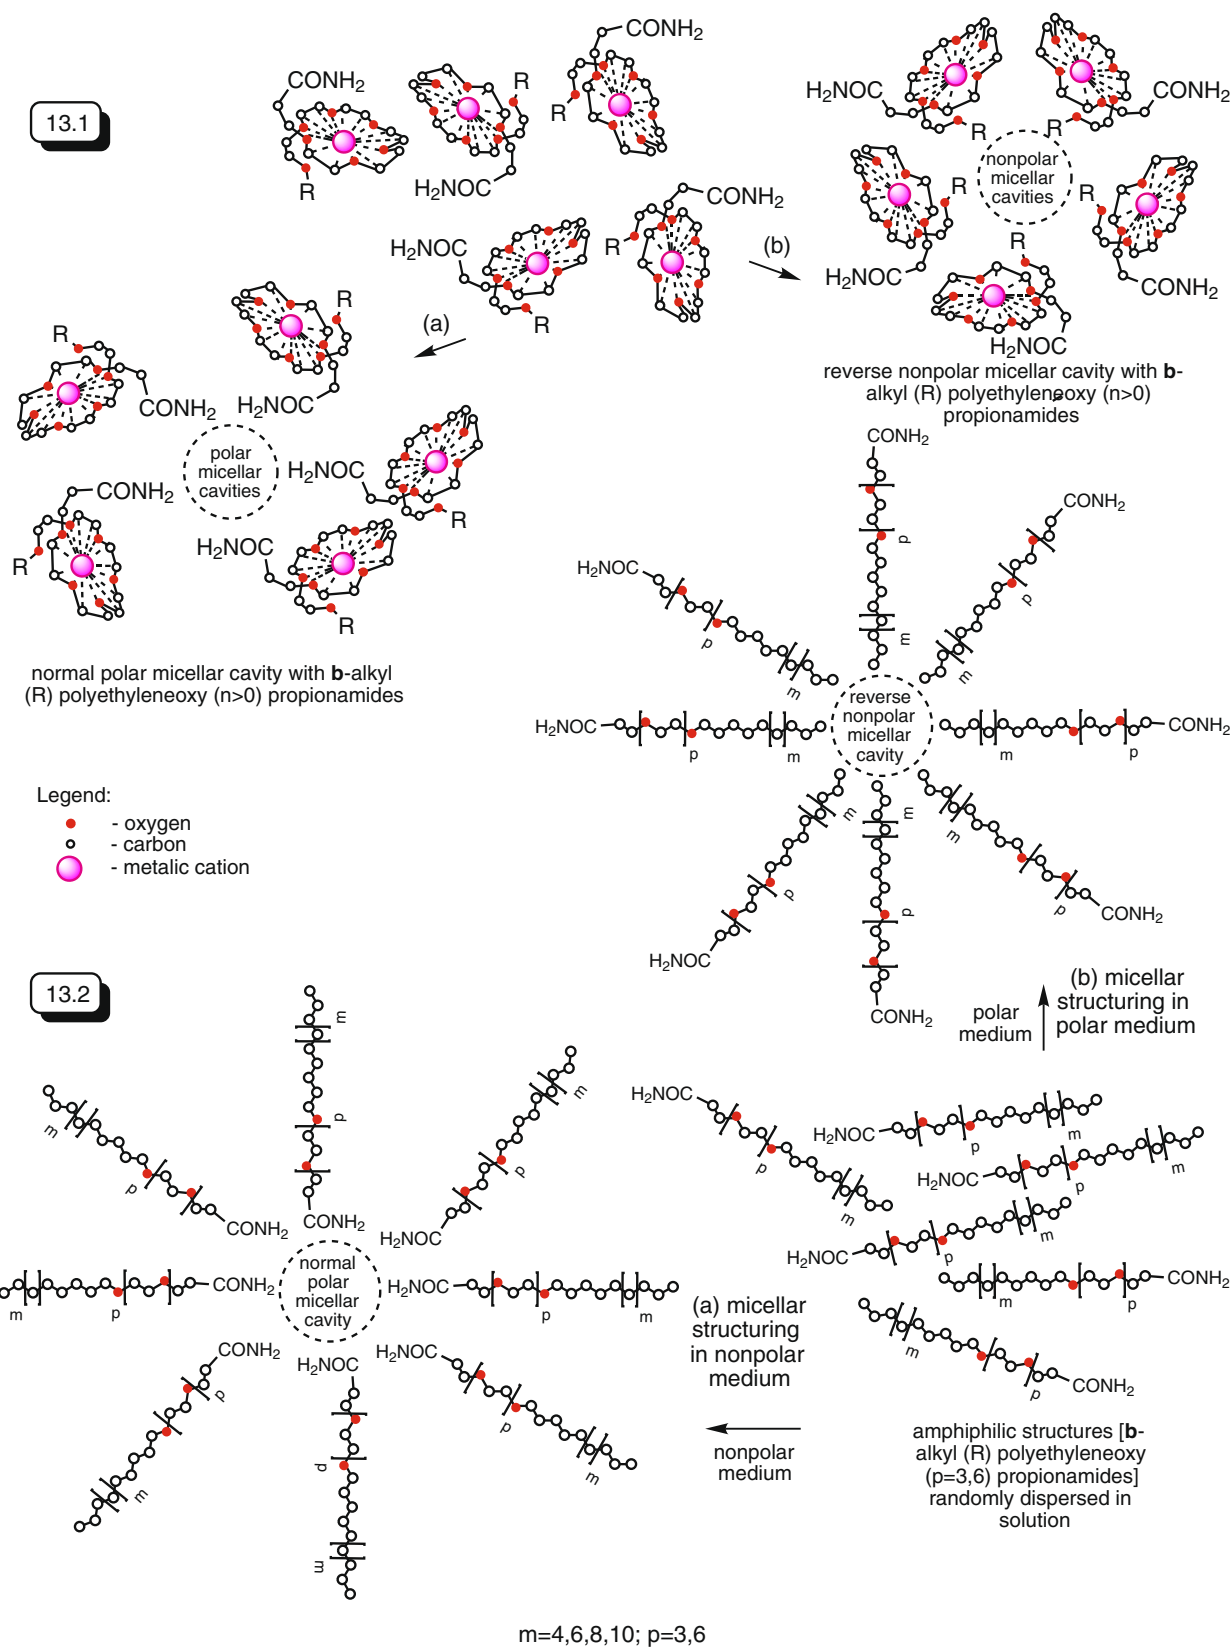 13.1
CONH2
R
H2NOC
CONH2
R
CONH2
R
H2NOC
R
CONH2
R
(a)
(b)
H2NOC
R
CONH2
R
nonpolar
micellar
cavities
R
R
H2NOC
CONH2
R
H2NOC
reverse nonpolar micellar cavity with b-
alkyl (R) polyethyleneoxy (n>0)
propionamides
R
CONH2
R
H2NOC
polar
micellar
cavities
H2NOC
R
CONH2
R
H2NOC
R
normal polar micellar cavity with b-alkyl
(R) polyethyleneoxy (n>0) propionamides
Legend:
- oxygen
- carbon
- metalic cation
CONH2
p
m
CONH2
p
m
H2NOC
p
m
H2NOC
p
m
reverse
nonpolar
micellar
cavity
m
p
CONH2
m
p
H2NOC
m
p
CONH2
m
p
CONH2
polar
medium
(b) micellar
structuring in
polar medium
13.2
m
p
CONH2
m
p
H2NOC
m
p
CONH2
m
p
CONH2
normal
polar
micellar
cavity
H2NOC
p
m
CONH2
p
m
H2NOC
p
m
H2NOC
p
m
H2NOC
p
m
H2NOC
p
m
H2NOC
p
m
H2NOC
p
m
m
p
CONH2
m
p
CONH2
(a) micellar
structuring
in nonpolar
medium
nonpolar
medium
amphiphilic structures [b-
alkyl (R) polyethyleneoxy
(p=3,6) propionamides]
randomly dispersed in
solution
m=4,6,8,10; p=3,6